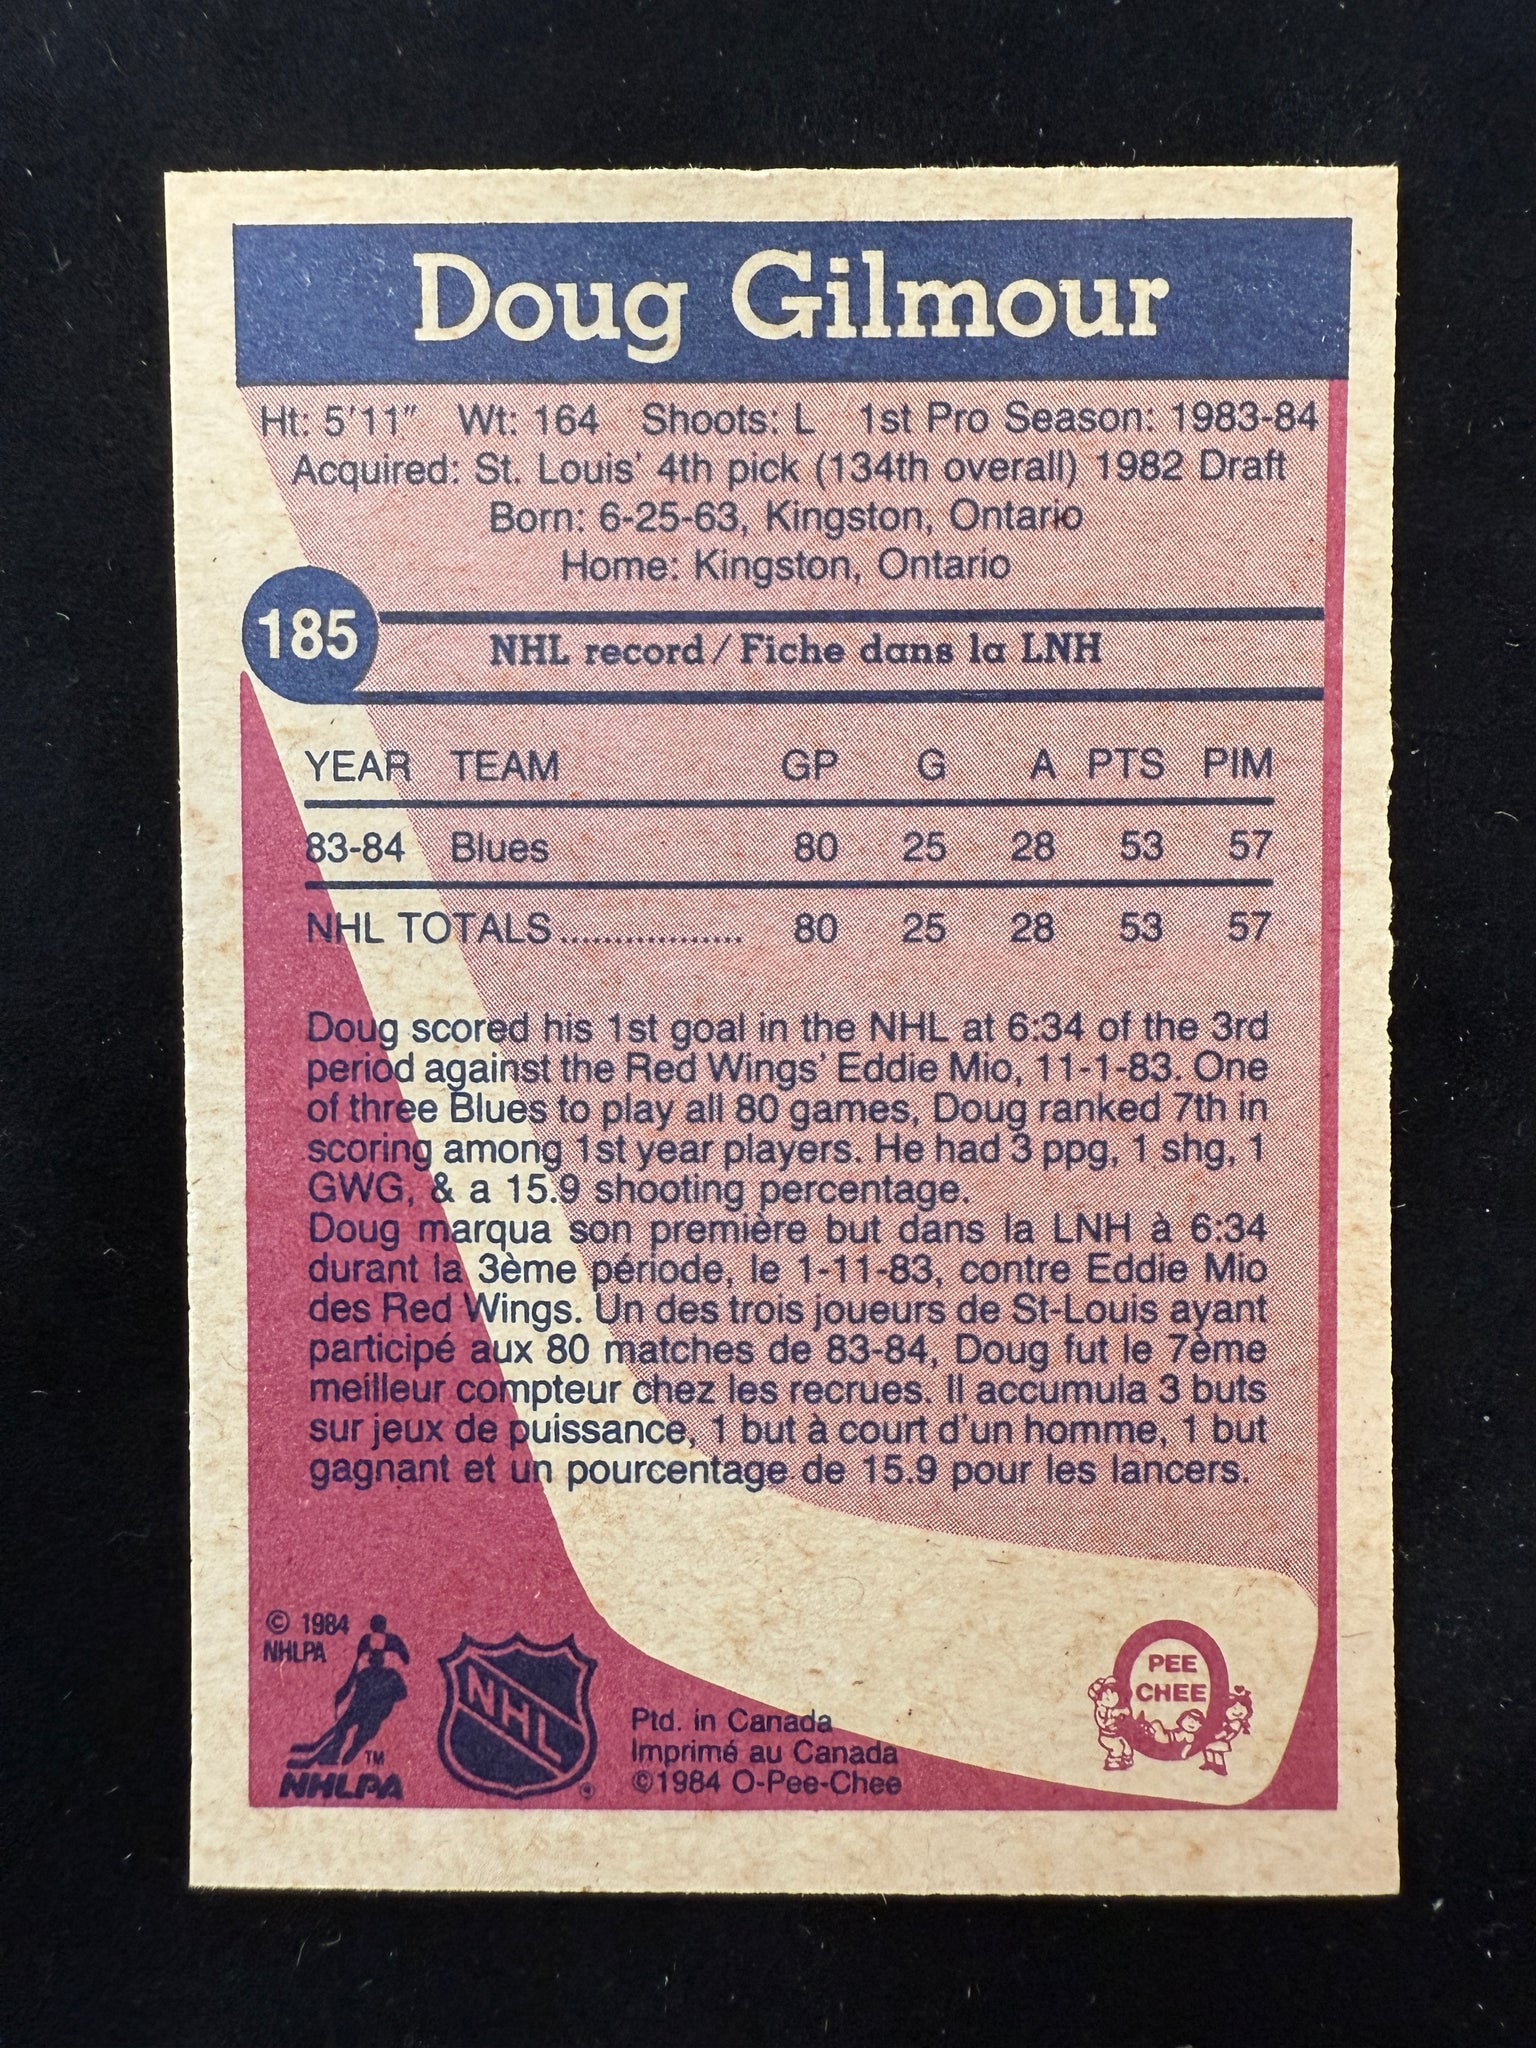 Doug Gilmour
Ht: 5'11" Wt: 164 Shoots: L 1st Pro Season: 1983-84
Acquired: St. Louis' 4th pick (134th overall) 1982 Draft
Born: 6-25-63, Kingston, Ontario
Home: Kingston, Ontario
185
NHL record/Fiche dans la LNH
YEAR TEAM GP G A PTS PIM
83-84 Blues 80 25 28 53 57
NHL TOTALS.................. 80 25 28 53 57
Doug scored his 1st goal in the NHL at 6:34 of the 3rd
period against the Red Wings' Eddie Mio, 11-1-83. One
of three Blues to play all 80 games, Doug ranked 7th in
scoring among 1st year players. He had 3 ppg, 1 shg, 1
GWG, & a 15.9 shooting percentage.
Doug marqua son première but dans la LNH à 6:34
durant la 3ème période, le 1-11-83, contre Eddie Mio
des Red Wings. Un des trois joueurs de St-Louis ayant
participé aux 80 matches de 83-84, Doug fut le 7ème
meilleur compteur chez les recrues. Il accumula 3 buts
sur jeux de puissance, 1 but à court d'un homme, 1 but
gagnant et un pourcentage de 15.9 pour les lancers.
© 1984
NHLPA
TM
NHLPA
NHL
®
Ptd. in Canada
Imprimé au Canada
©1984 O-Pee-Chee
PEE
CHEE